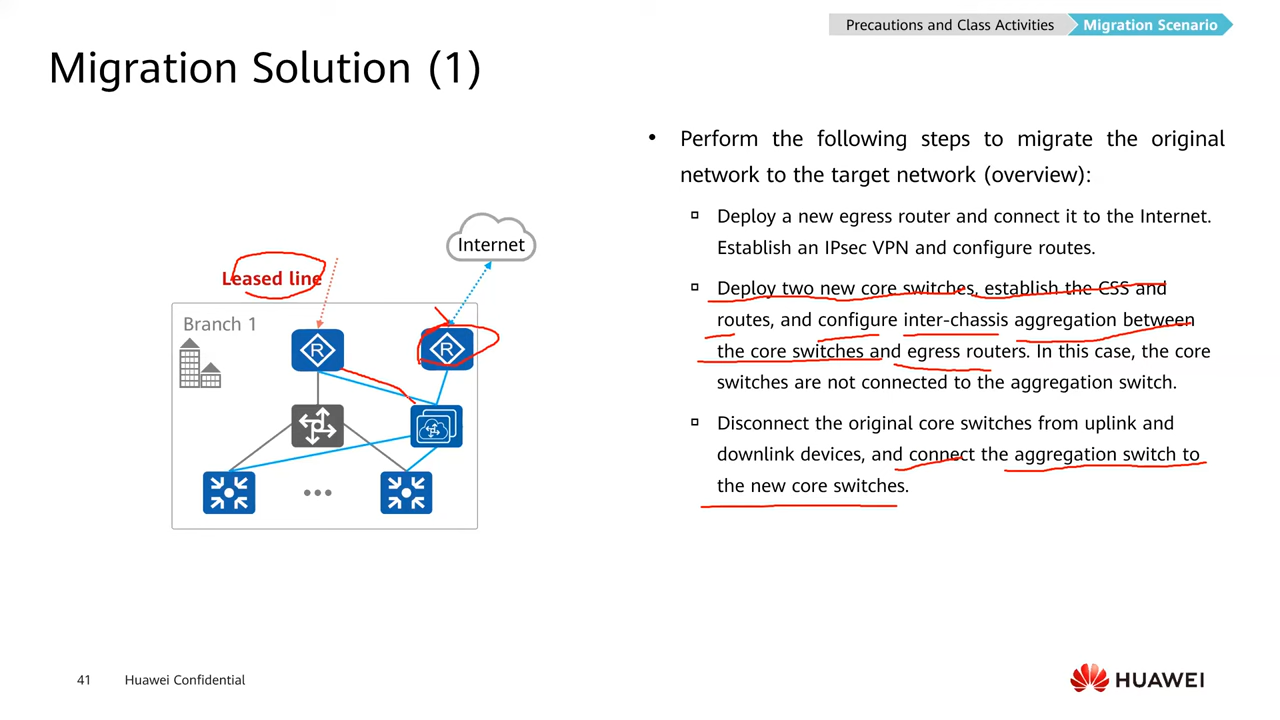 Precautions and Class Activities
Migration Scenario
Migration Solution (1)
• Perform the following steps to migrate the original
network to the target network (overview):
Deploy a new egress router and connect it to the Internet.
Establish an IPsec VPN and configure routes.
Deploy two new core switches, establish the CSS and
routes, and configure inter-chassis aggregation between
the core switches and egress routers. In this case, the core
switches are not connected to the aggregation switch.
Disconnect the original core switches from uplink and
downlink devices, and connect the aggregation switch to
the new core switches.
Internet
Leased line
Branch 1
R
R
...
41
Huawei Confidential
HUAWEI